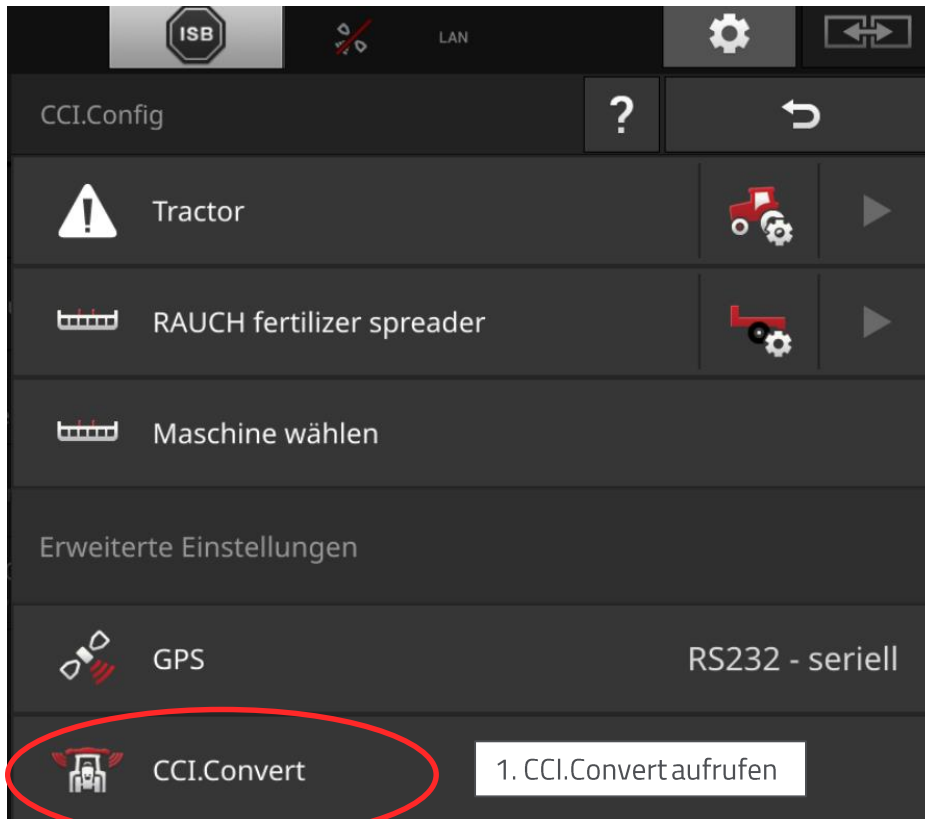 ISB
LAN
CCI.Config
?
Tractor
RAUCH fertilizer spreader
Maschine wählen
Erweiterte Einstellungen
GPS
RS232 - seriell
CCI.Convert
1. CCI.Convert aufrufen